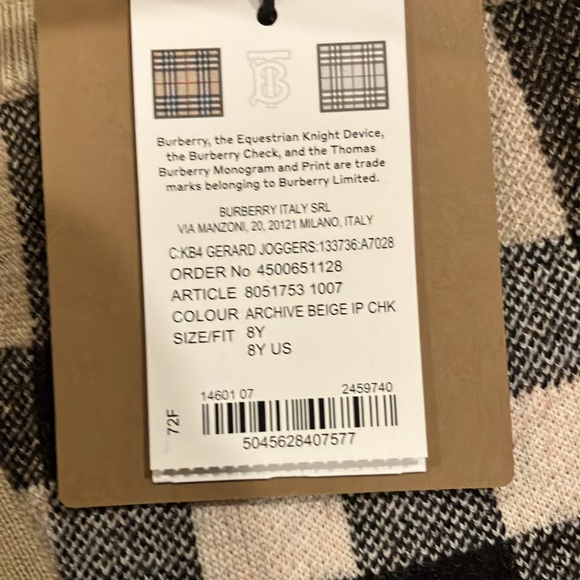 Burberry, the Equestrian Knight Device,
the Burberry Check, and the Thomas
Burberry Monogram and Print are trade
marks belonging to Burberry Limited.
BURBERRY ITALY SRL
VIA MANZONI, 20, 20121 MILANO, ITALY
C:KB4 GERARD JOGGERS:133736:A7028
ORDER No 4500651128
ARTICLE 8051753 1007
COLOUR ARCHIVE BEIGE IP CHK
SIZE/FIT 8Y
8Y US
14601 07 2459740
72F
5045628407577